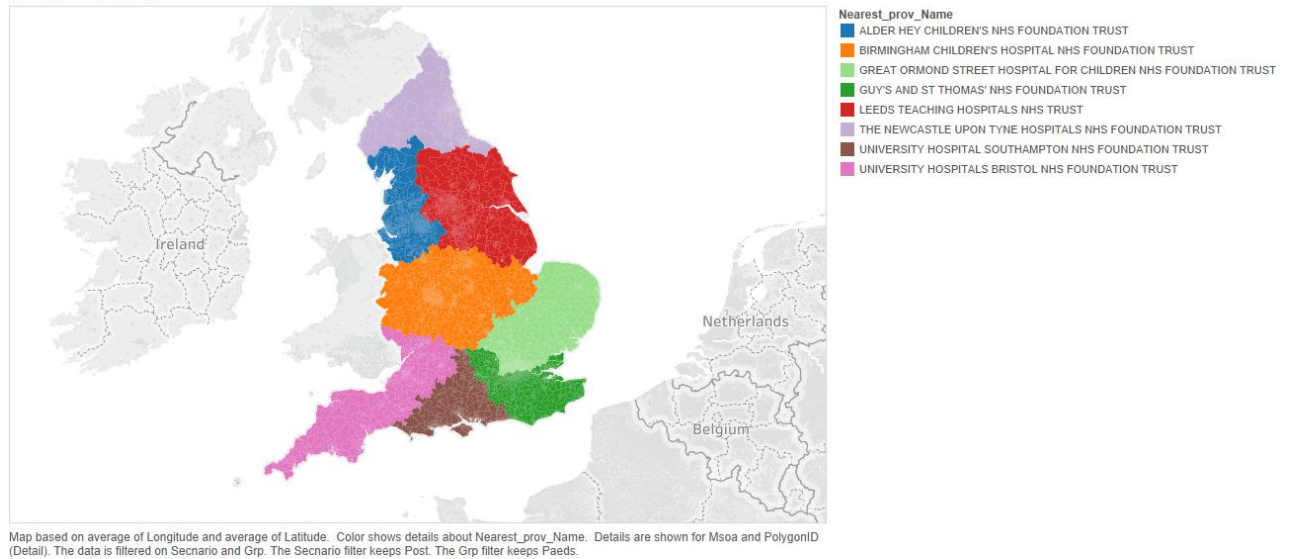 Nearest_prov_Name
ALDER HEY CHILDREN'S NHS FOUNDATION TRUST
BIRMINGHAM CHILDREN'S HOSPITAL NHS FOUNDATION TRUST
GREAT ORMOND STREET HOSPITAL FOR CHILDREN NHS FOUNDATION TRUST
GUY'S AND ST THOMAS' NHS FOUNDATION TRUST
LEEDS TEACHING HOSPITALS NHS TRUST
THE NEWCASTLE UPON TYNE HOSPITALS NHS FOUNDATION TRUST
UNIVERSITY HOSPITAL SOUTHAMPTON NHS FOUNDATION TRUST
UNIVERSITY HOSPITALS BRISTOL NHS FOUNDATION TRUST
Ireland
Netherlands
Belgium
Map based on average of Longitude and average of Latitude. Color shows details about Nearest_prov_Name. Details are shown for Msoa and PolygonID
(Detail). The data is filtered on Secnario and Grp. The Secnario filter keeps Post. The Grp filter keeps Paeds.